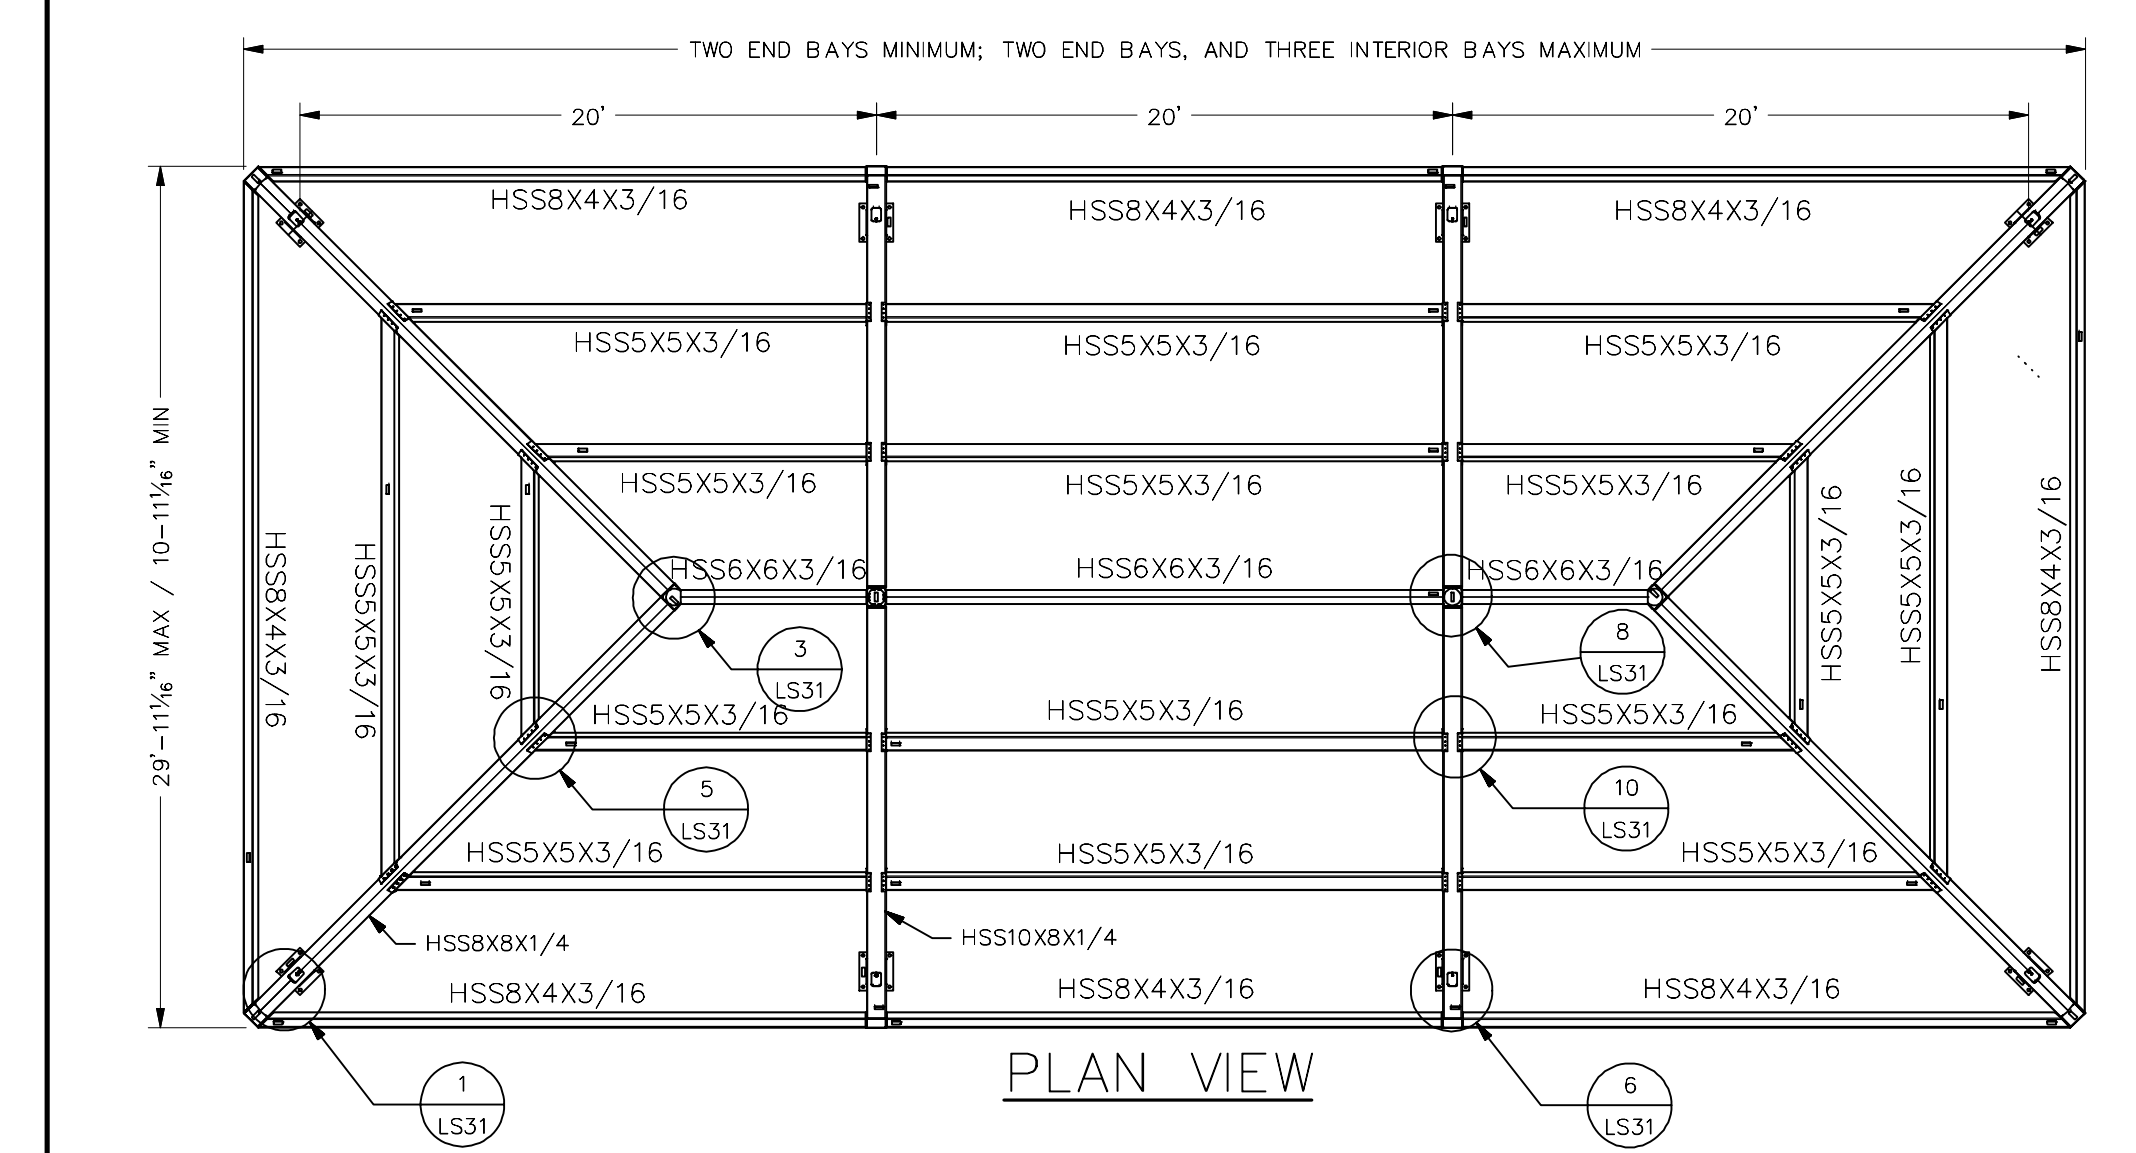 TWO END BAYS MINIMUM; TWO END BAYS, AND THREE INTERIOR BAYS MAXIMUM
20' 20' 20'
HSS8X4X3/16 HSS8X4X3/16 HSS8X4X3/16
HSS5X5X3/16 HSS5X5X3/16 HSS5X5X3/16
HSS5X5X3/16 HSS5X5X3/16 HSS5X5X3/16
HSS6X6X3/16 HSS6X6X3/16 HSS6X6X3/16
29'-11 1/16" MAX / 10-11 1/16" MIN
HSS8X4X3/16
HSS5X5X3/16
HSS5X5X3/16
HSS5X5X3/16
HSS5X5X3/16
HSS8X4X3/16
3
LS31
8
LS31
HSS5X5X3/16 HSS5X5X3/16 HSS5X5X3/16
5
LS31
10
LS31
HSS5X5X3/16 HSS5X5X3/16 HSS5X5X3/16
HSS8X8X1/4 HSS10X8X1/4
HSS8X4X3/16 HSS8X4X3/16 HSS8X4X3/16
PLAN VIEW
1
LS31
6
LS31